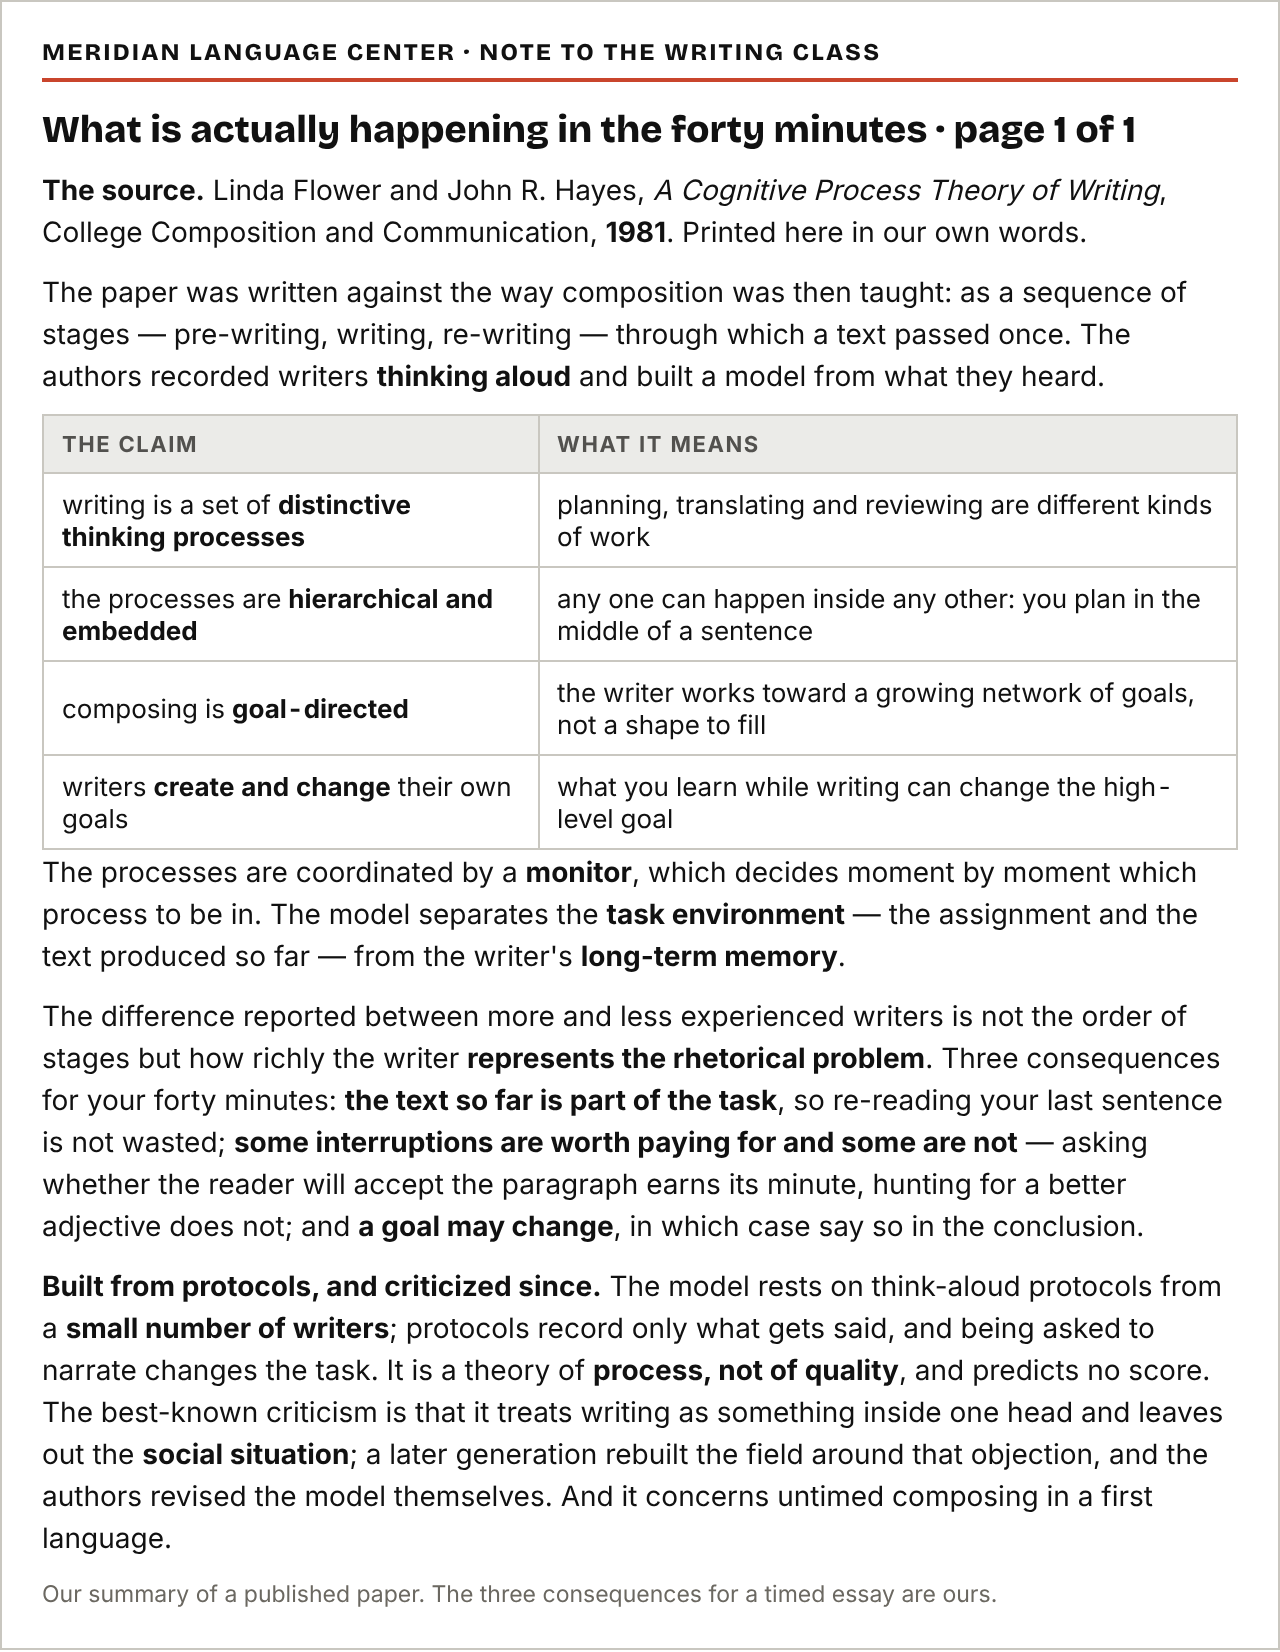 MERIDIAN LANGUAGE CENTER · NOTE TO THE WRITING CLASS
What is actually happening in the forty minutes · page 1 of 1
The source. Linda Flower and John R. Hayes, A Cognitive Process Theory of Writing,
College Composition and Communication, 1981. Printed here in our own words.
The paper was written against the way composition was then taught: as a sequence of
stages — pre-writing, writing, re-writing — through which a text passed once. The
authors recorded writers thinking aloud and built a model from what they heard.
THE CLAIM
WHAT IT MEANS
writing is a set of distinctive
thinking processes
planning, translating and reviewing are different kinds
of work
the processes are hierarchical and
embedded
any one can happen inside any other: you plan in the
middle of a sentence
composing is goal-directed
the writer works toward a growing network of goals,
not a shape to fill
writers create and change their own
goals
what you learn while writing can change the high-
level goal
The processes are coordinated by a monitor, which decides moment by moment which
process to be in. The model separates the task environment — the assignment and the
text produced so far — from the writer's long-term memory.
The difference reported between more and less experienced writers is not the order of
stages but how richly the writer represents the rhetorical problem. Three consequences
for your forty minutes: the text so far is part of the task, so re-reading your last sentence
is not wasted; some interruptions are worth paying for and some are not — asking
whether the reader will accept the paragraph earns its minute, hunting for a better
adjective does not; and a goal may change, in which case say so in the conclusion.
Built from protocols, and criticized since. The model rests on think-aloud protocols from
a small number of writers; protocols record only what gets said, and being asked to
narrate changes the task. It is a theory of process, not of quality, and predicts no score.
The best-known criticism is that it treats writing as something inside one head and leaves
out the social situation; a later generation rebuilt the field around that objection, and the
authors revised the model themselves. And it concerns untimed composing in a first
language.
Our summary of a published paper. The three consequences for a timed essay are ours.